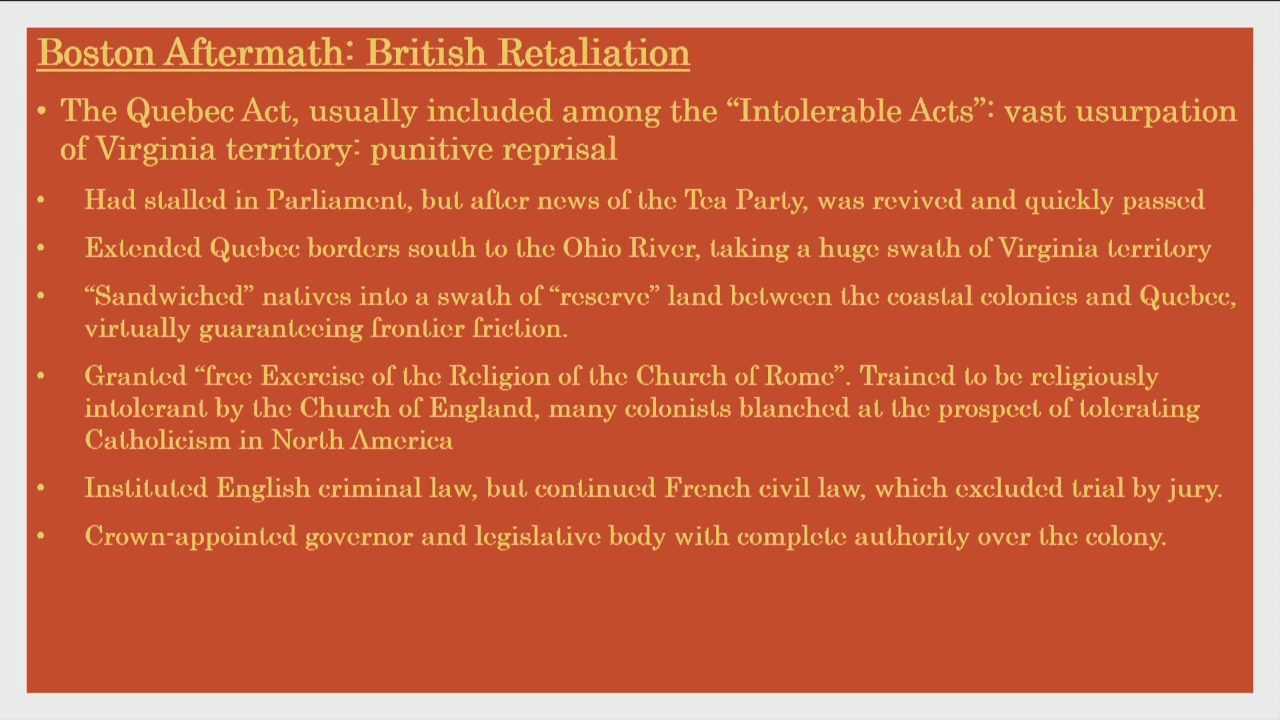 Boston Aftermath: British Retaliation
• The Quebec Act, usually included among the “Intolerable Acts”: vast usurpation
of Virginia territory: punitive reprisal
• Had stalled in Parliament, but after news of the Tea Party, was revived and quickly passed
• Extended Quebec borders south to the Ohio River, taking a huge swath of Virginia territory
• “Sandwiched” natives into a swath of “reserve” land between the coastal colonies and Quebec,
virtually guaranteeing frontier friction.
• Granted “free Exercise of the Religion of the Church of Rome”. Trained to be religiously
intolerant by the Church of England, many colonists blanched at the prospect of tolerating
Catholicism in North America
• Instituted English criminal law, but continued French civil law, which excluded trial by jury.
• Crown-appointed governor and legislative body with complete authority over the colony.